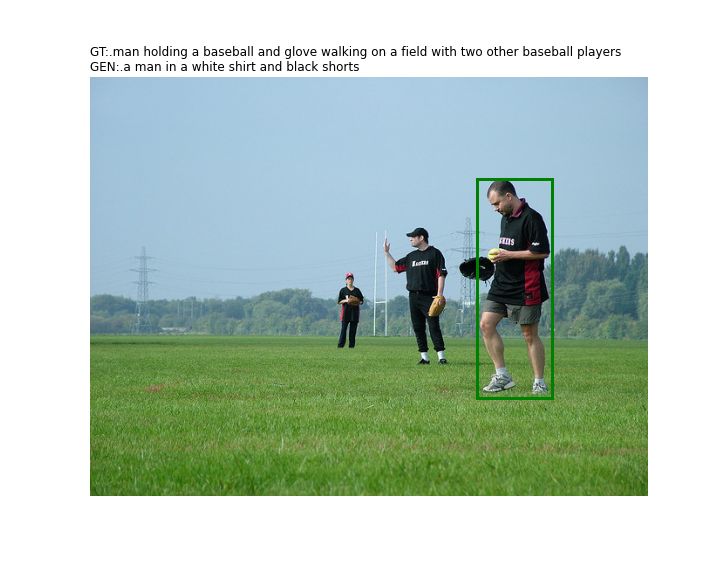 GT:.man holding a baseball and glove walking on a field with two other baseball players
GEN:.a man in a white shirt and black shorts